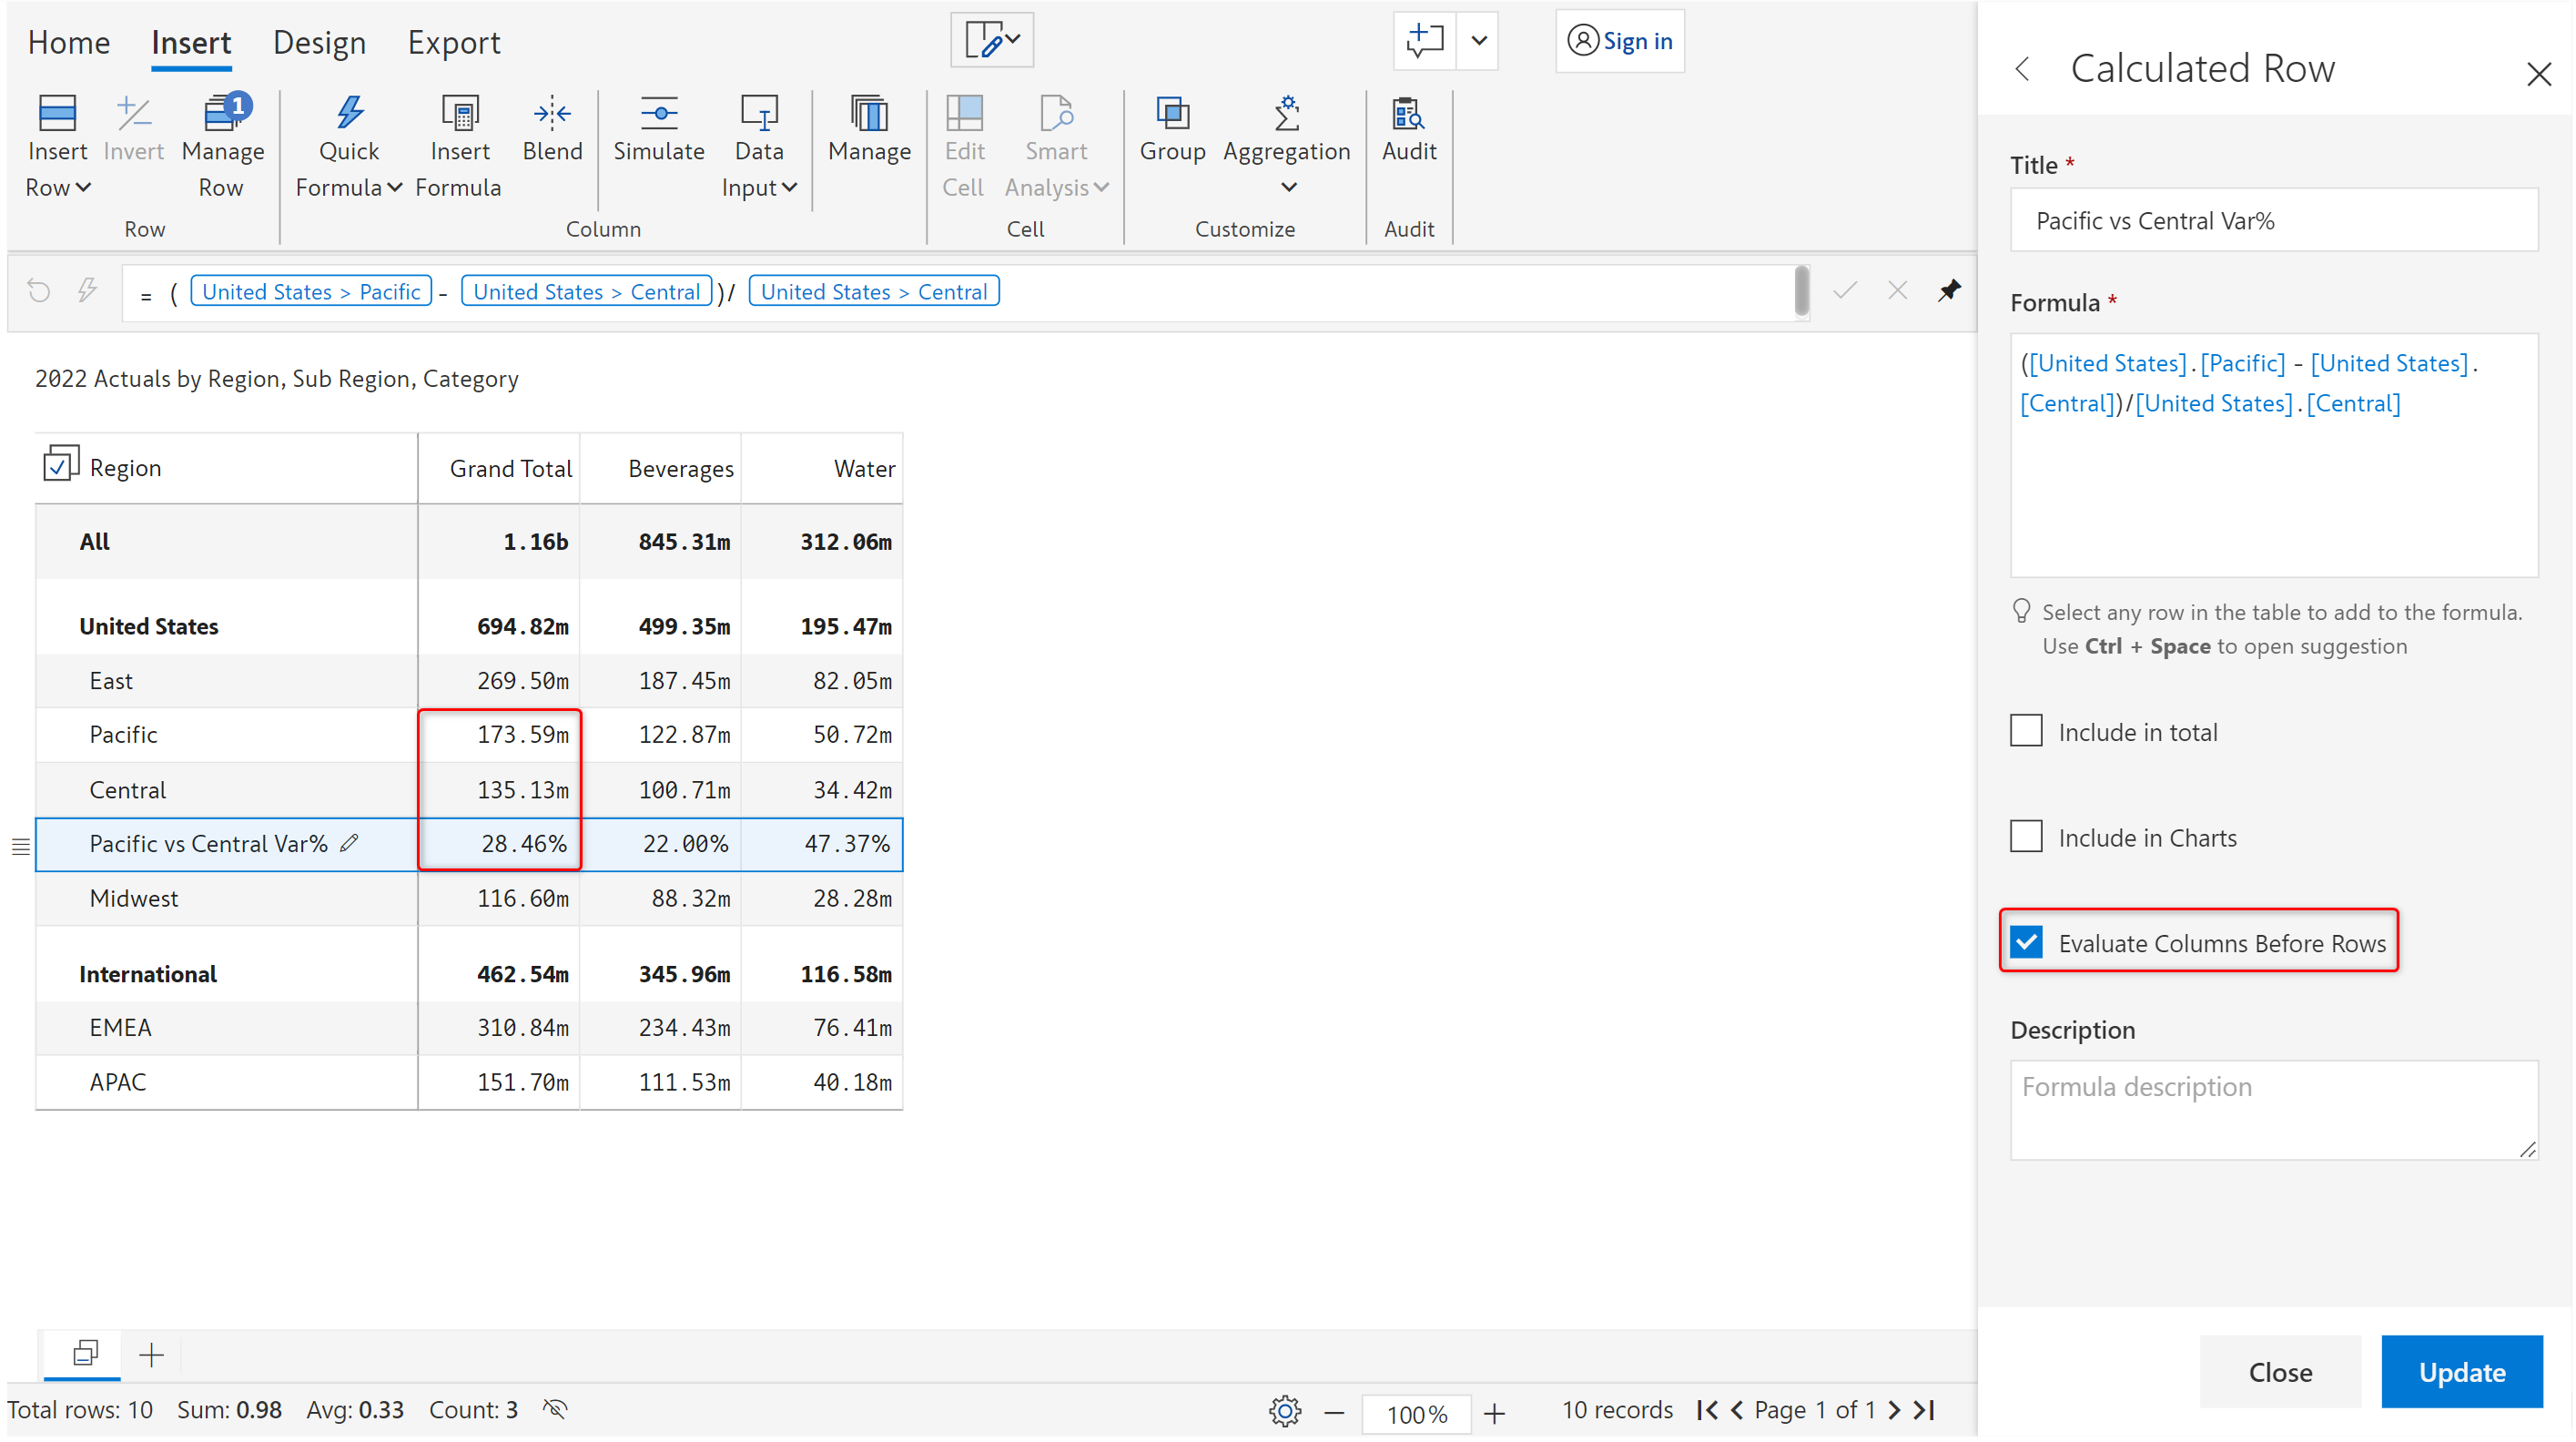 Home Insert Design Export Sign in
Insert Row Invert Manage Row 1 Quick Formula Insert Formula Blend Simulate Data Input Manage Edit Cell Smart Analysis Group Aggregation Audit
Row Column Cell Customize Audit
= ( United States > Pacific - United States > Central )/ United States > Central
2022 Actuals by Region, Sub Region, Category
Region Grand Total Beverages Water
All 1.16b 845.31m 312.06m
United States 694.82m 499.35m 195.47m
East 269.50m 187.45m 82.05m
Pacific 173.59m 122.87m 50.72m
Central 135.13m 100.71m 34.42m
Pacific vs Central Var% 28.46% 22.00% 47.37%
Midwest 116.60m 88.32m 28.28m
International 462.54m 345.96m 116.58m
EMEA 310.84m 234.43m 76.41m
APAC 151.70m 111.53m 40.18m
Total rows: 10 Sum: 0.98 Avg: 0.33 Count: 3 100% 10 records Page 1 of 1
Calculated Row
Title *
Pacific vs Central Var%
Formula *
([United States].[Pacific] - [United States].
[Central])/[United States].[Central]
Select any row in the table to add to the formula.
Use Ctrl + Space to open suggestion
Include in total
Include in Charts
Evaluate Columns Before Rows
Description
Formula description
Close Update